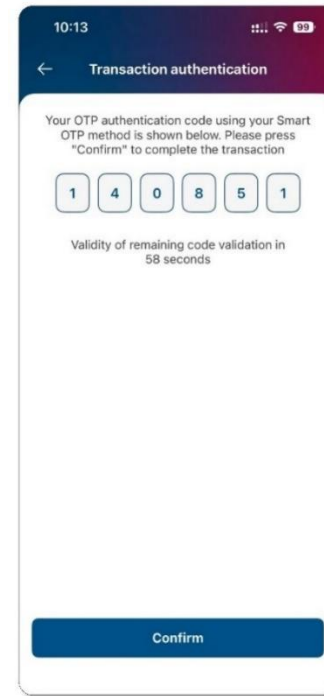 10:13
99
Transaction authentication
Your OTP authentication code using your Smart
OTP method is shown below. Please press
"Confirm" to complete the transaction
1 4 0 8 5 1
Validity of remaining code validation in
58 seconds
Confirm